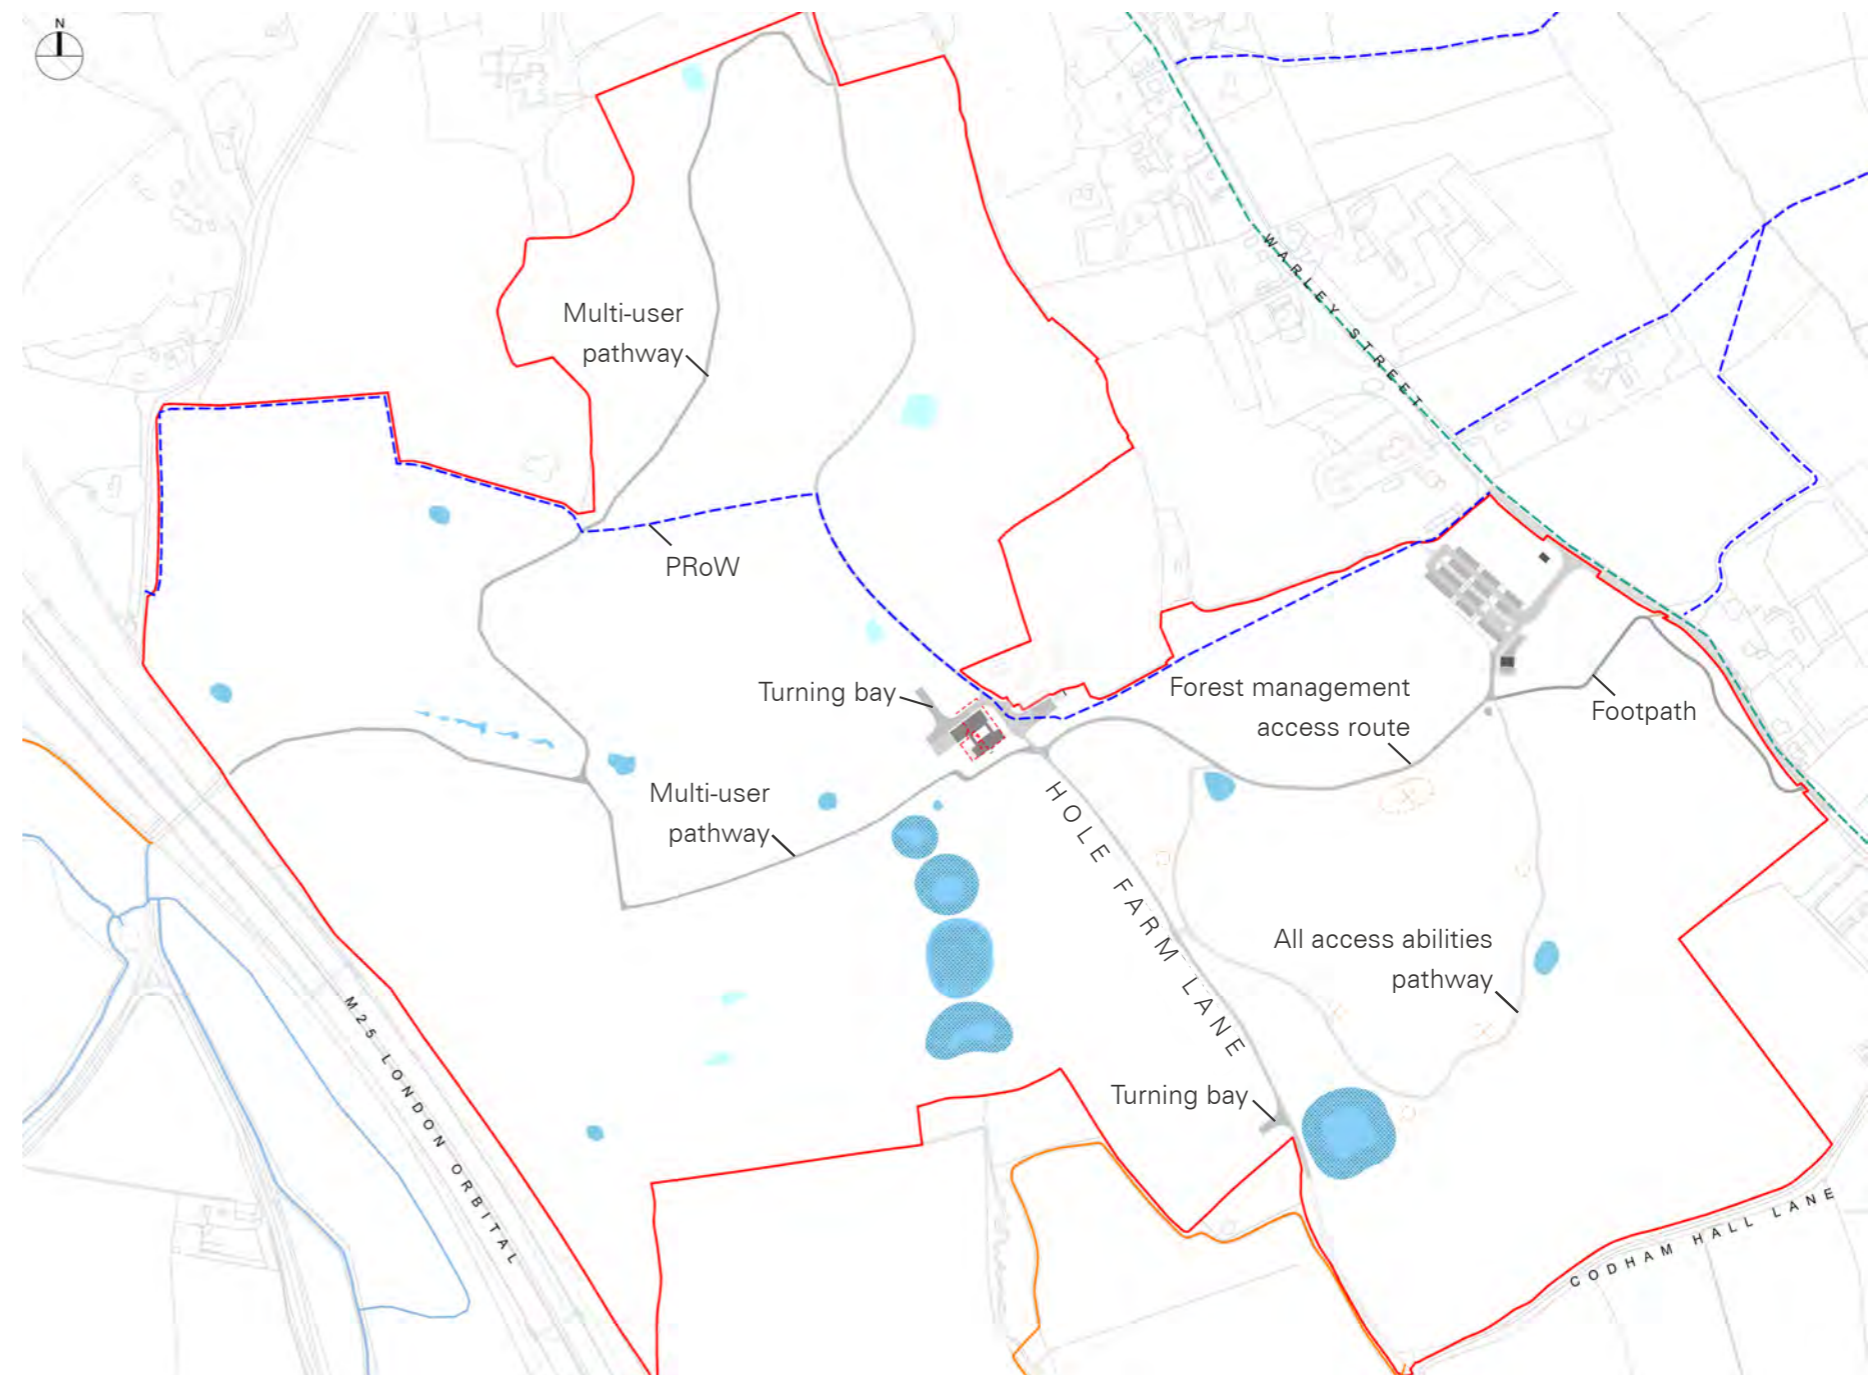 N
WARLEY STREET
Multi-user
pathway
PRoW
Turning bay
Forest management
access route
Footpath
Multi-user
pathway
HOLE FARM LANE
All access abilities
pathway
M25 LONDON ORBITAL
Turning bay
CODHAM HALL LANE